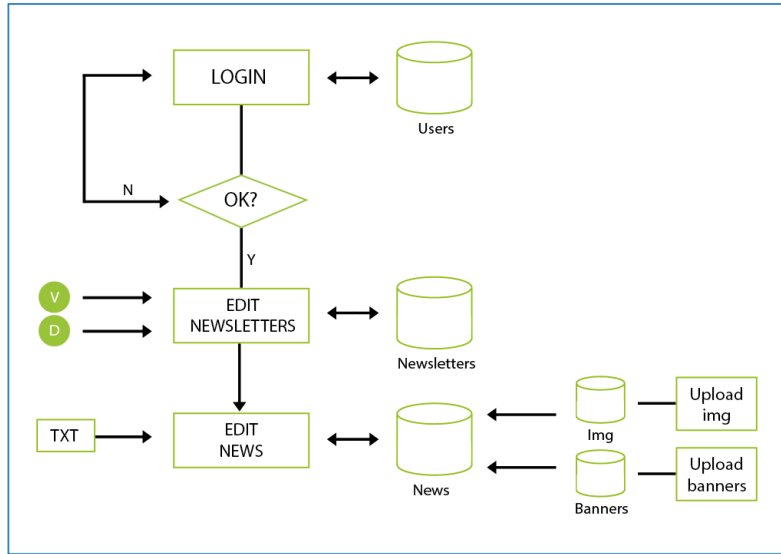 LOGIN
Users
N
OK?
Y
V
D
EDIT
NEWSLETTERS
Newsletters
TXT
EDIT
NEWS
News
Img
Upload
img
Banners
Upload
banners